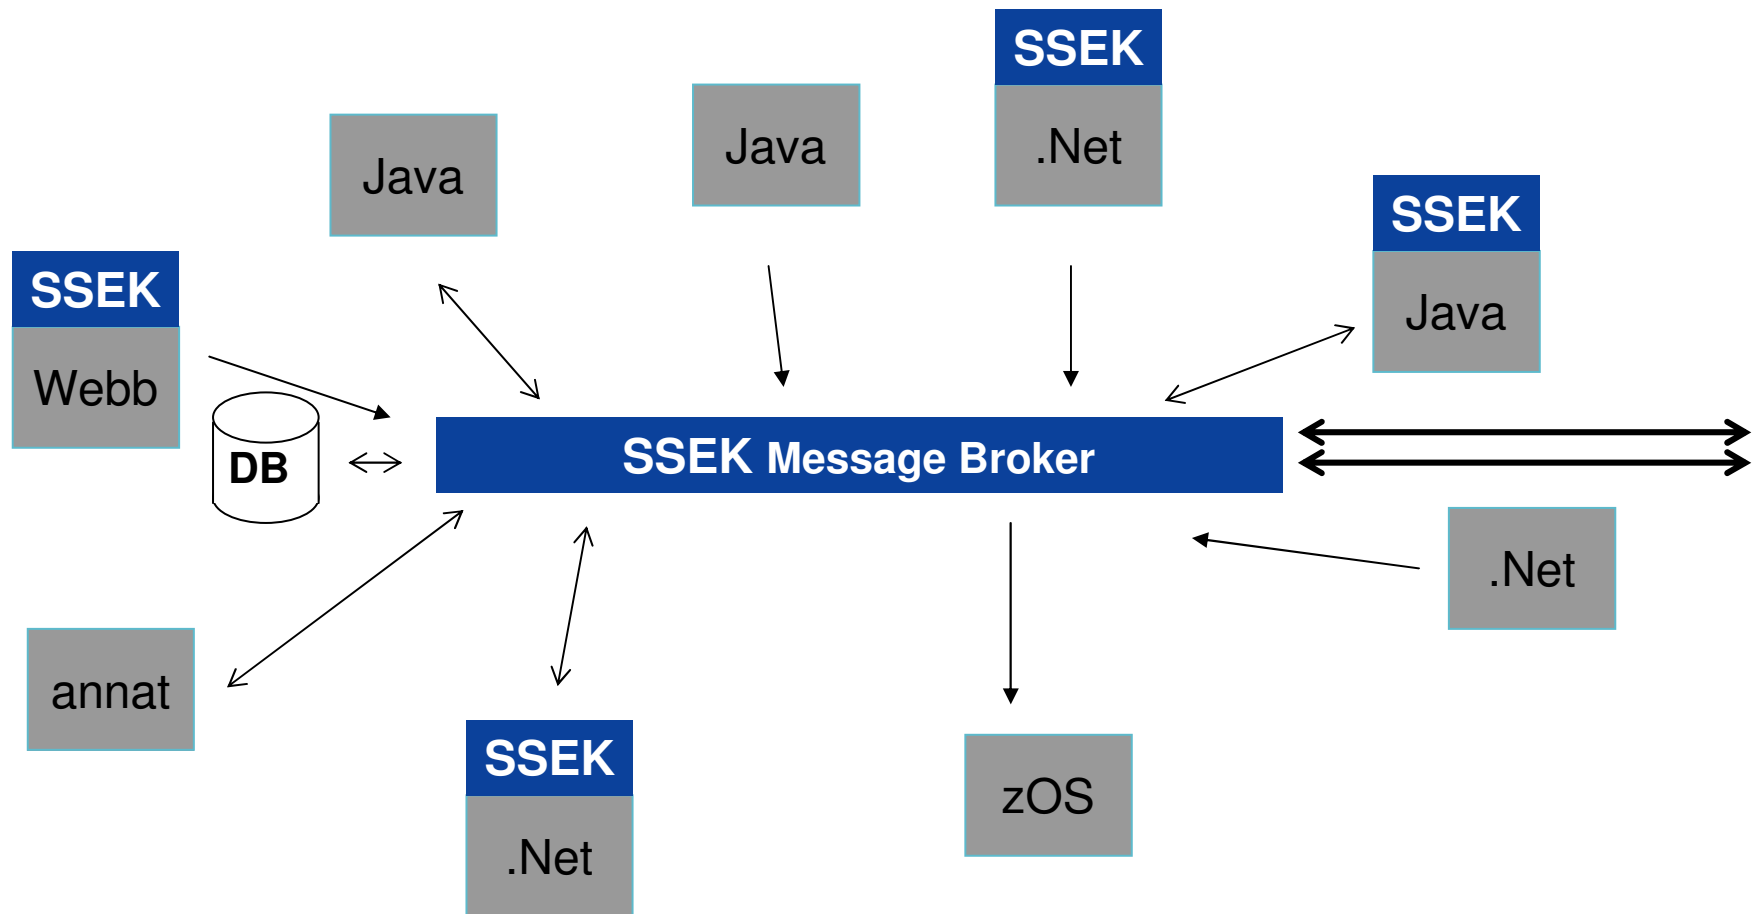 SSEK
.Net
Java
Java
SSEK
Java
SSEK
Webb
DB
SSEK Message Broker
.Net
annat
SSEK
.Net
zOS